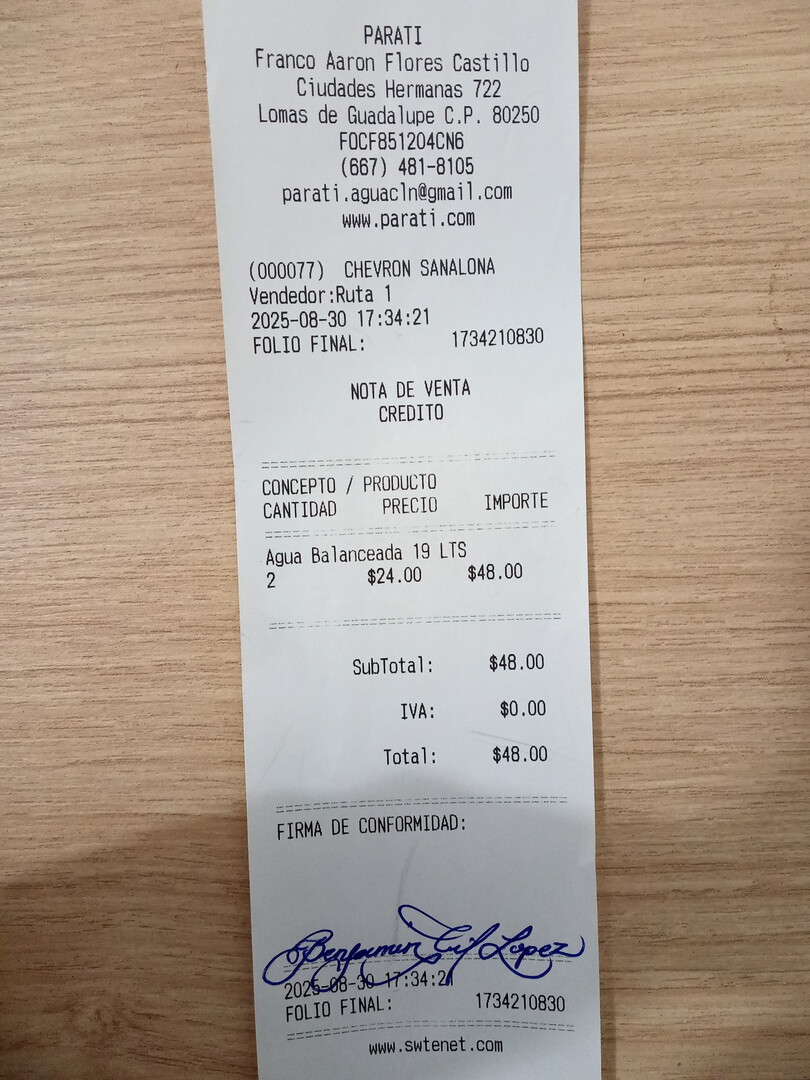 PARATI
Franco Aaron Flores Castillo
Ciudades Hermanas 722
Lomas de Guadalupe C.P. 80250
FOCF851204CN6
(667) 481-8105
parati.aguacln@gmail.com
www.parati.com
(000077) CHEVRON SANALONA
Vendedor:Ruta 1
2025-08-30 17:34:21
FOLIO FINAL: 1734210830
NOTA DE VENTA
CREDITO
CONCEPTO / PRODUCTO
CANTIDAD PRECIO IMPORTE
Agua Balanceada 19 LTS
2 $24.00 $48.00
SubTotal: $48.00
IVA: $0.00
Total: $48.00
FIRMA DE CONFORMIDAD:
Benjamin Gil Lopez
2025-08-30 17:34:21
FOLIO FINAL: 1734210830
www.swtenet.com